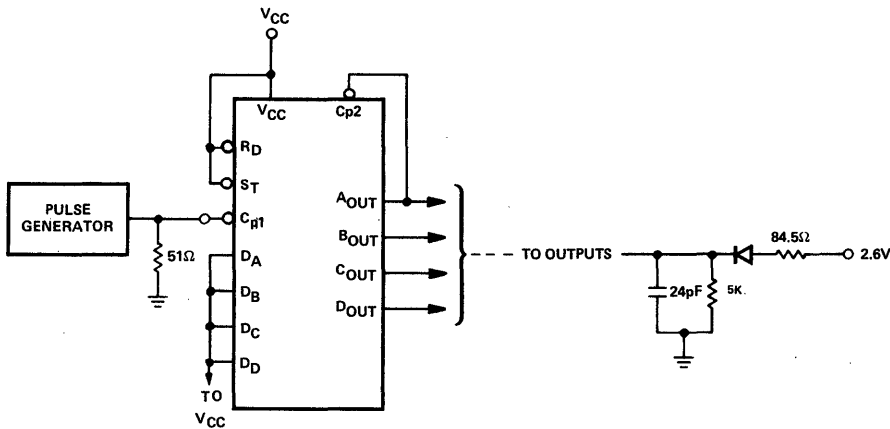 VCC
VCC
Cp2
RD
ST
Cp1
PULSE
GENERATOR
51Ω
DA
DB
DC
DD
TO
VCC
AOUT
BOUT
COUT
DOUT
TO OUTPUTS
84.5Ω
2.6V
24pF
5K